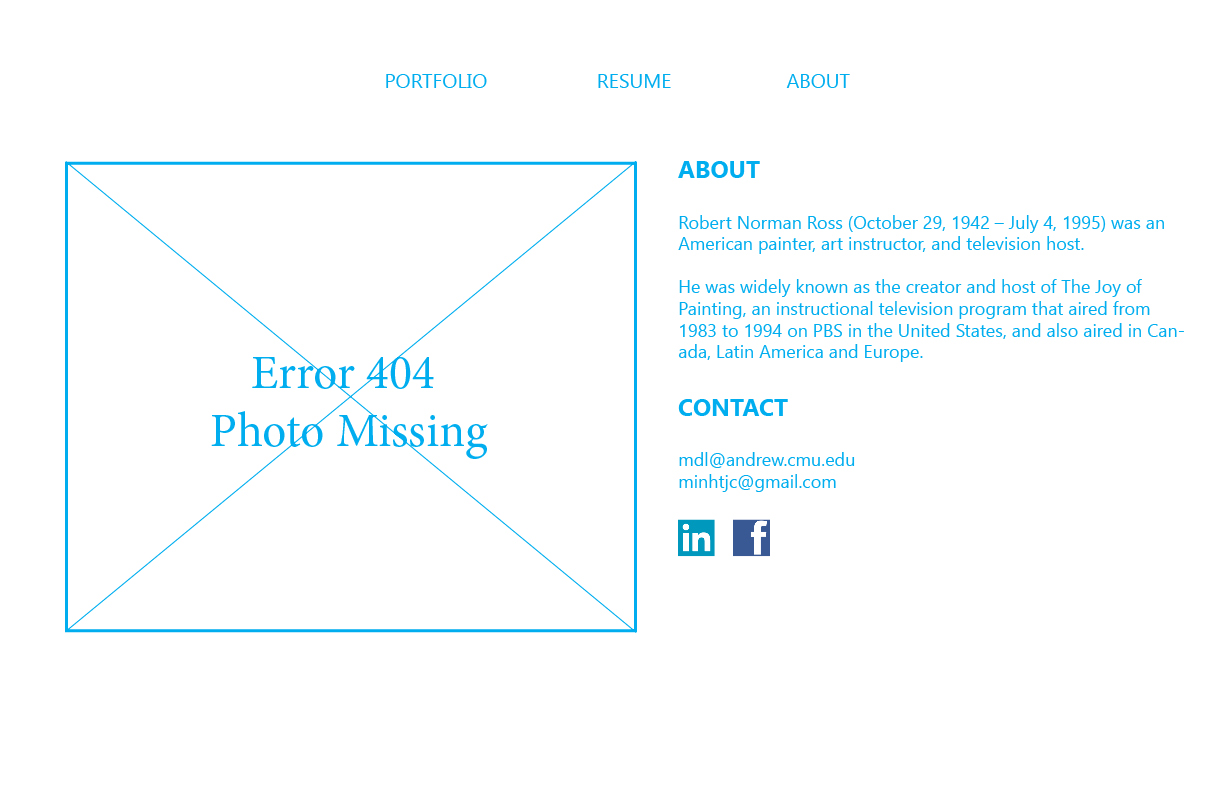 PORTFOLIO RESUME ABOUT
Error 404
Photo Missing
ABOUT
Robert Norman Ross (October 29, 1942 – July 4, 1995) was an
American painter, art instructor, and television host.
He was widely known as the creator and host of The Joy of
Painting, an instructional television program that aired from
1983 to 1994 on PBS in the United States, and also aired in Can-
ada, Latin America and Europe.
CONTACT
mdl@andrew.cmu.edu
minhtjc@gmail.com
in f